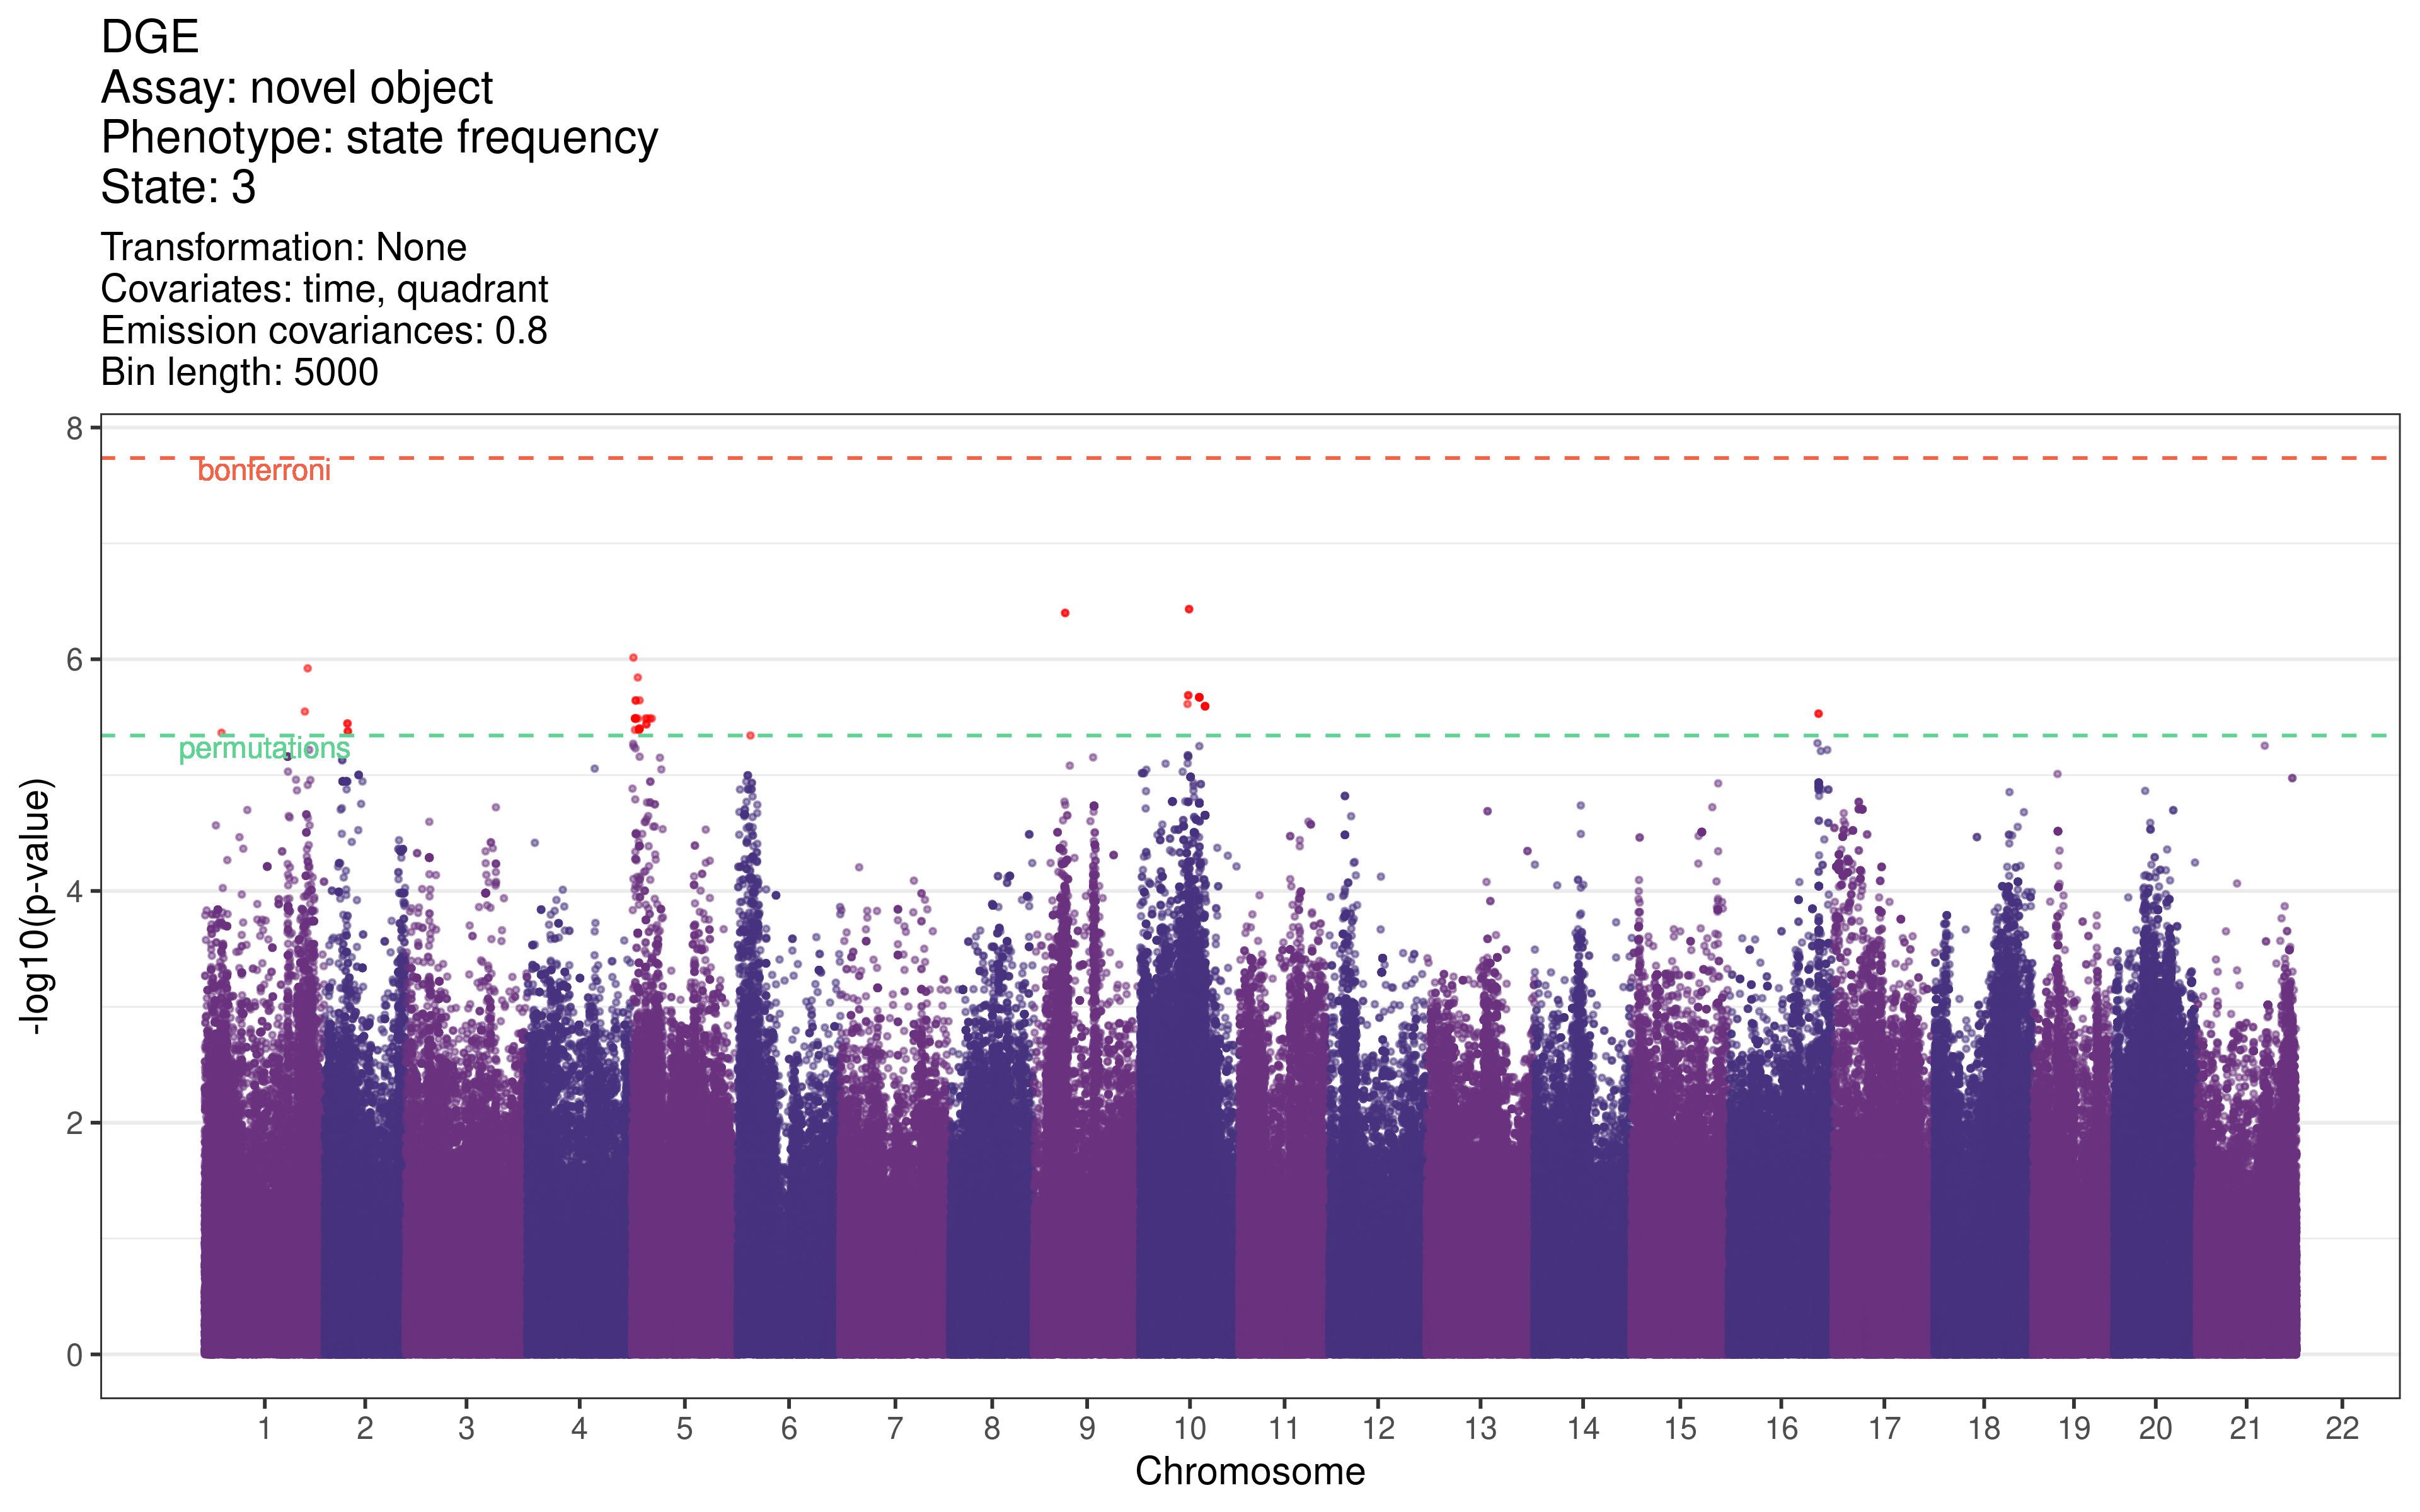 DGE
Assay: novel object
Phenotype: state frequency
State: 3
Transformation: None
Covariates: time, quadrant
Emission covariances: 0.8
Bin length: 5000
8
bonferroni
6
permutations
4
2
0
-log10(p-value)
1 2 3 4 5 6 7 8 9 10 11 12 13 14 15 16 17 18 19 20 21 22
Chromosome